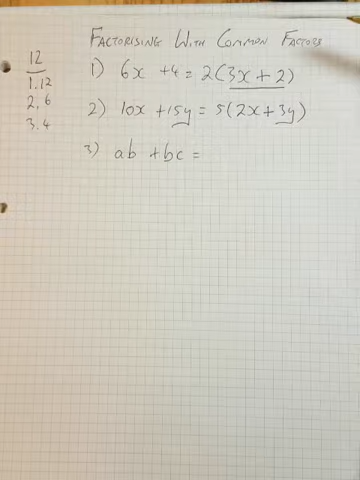 FACTORISING WITH COMMON FACTORS
12
1.12
2,6
3.4
1) 6x +4 = 2(3x + 2)
2) 10x + 15y = 5(2x + 3y)
3) ab + bc =